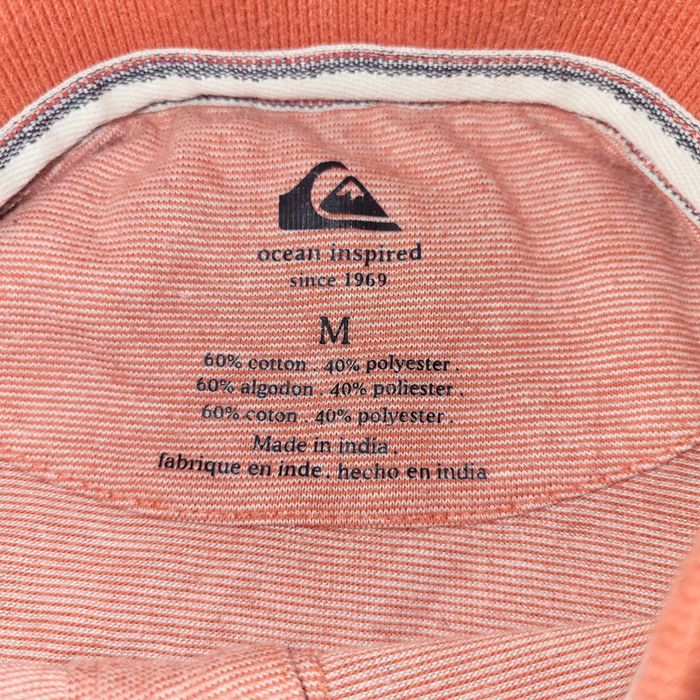 ocean inspired
since 1969
M
60% cotton . 40% polyester .
60% algodon . 40% poliester .
60% coton . 40% polyester .
Made in india .
fabrique en inde . hecho en india